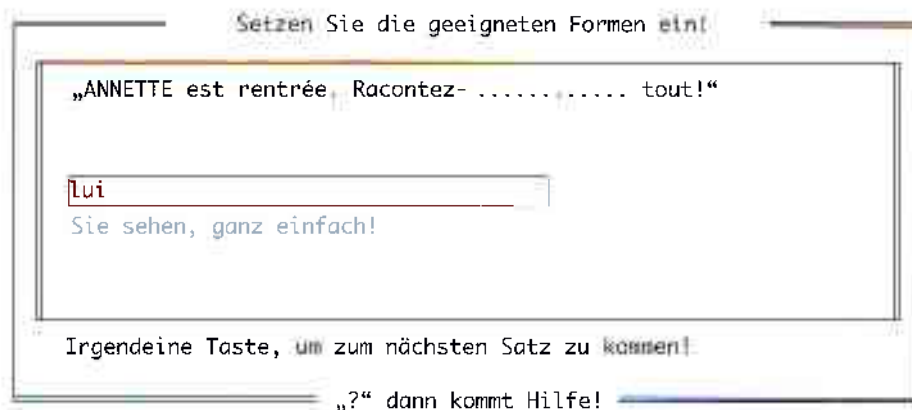 Setzen Sie die geeigneten Formen ein!
„ANNETTE est rentrée. Racontez- ........... tout!“
lui
Sie sehen, ganz einfach!
Irgendeine Taste, um zum nächsten Satz zu kommen!
„?“ dann kommt Hilfe!